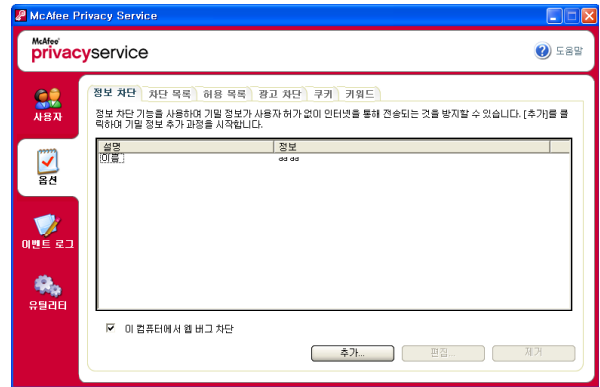 McAfee Privacy Service
McAfee
privacyservice
도움말
사용자
옵션
이벤트 로그
유틸리티
정보 차단 차단 목록 허용 목록 광고 차단 쿠키 키워드
정보 차단 기능을 사용하여 기밀 정보가 사용자 허가 없이 인터넷을 통해 전송되는 것을 방지할 수 있습니다. [추가]를 클
릭하여 기밀 정보 추가 과정을 시작합니다.
설명 정보
이름
이 컴퓨터에서 웹 버그 차단
추가... 편집... 제거